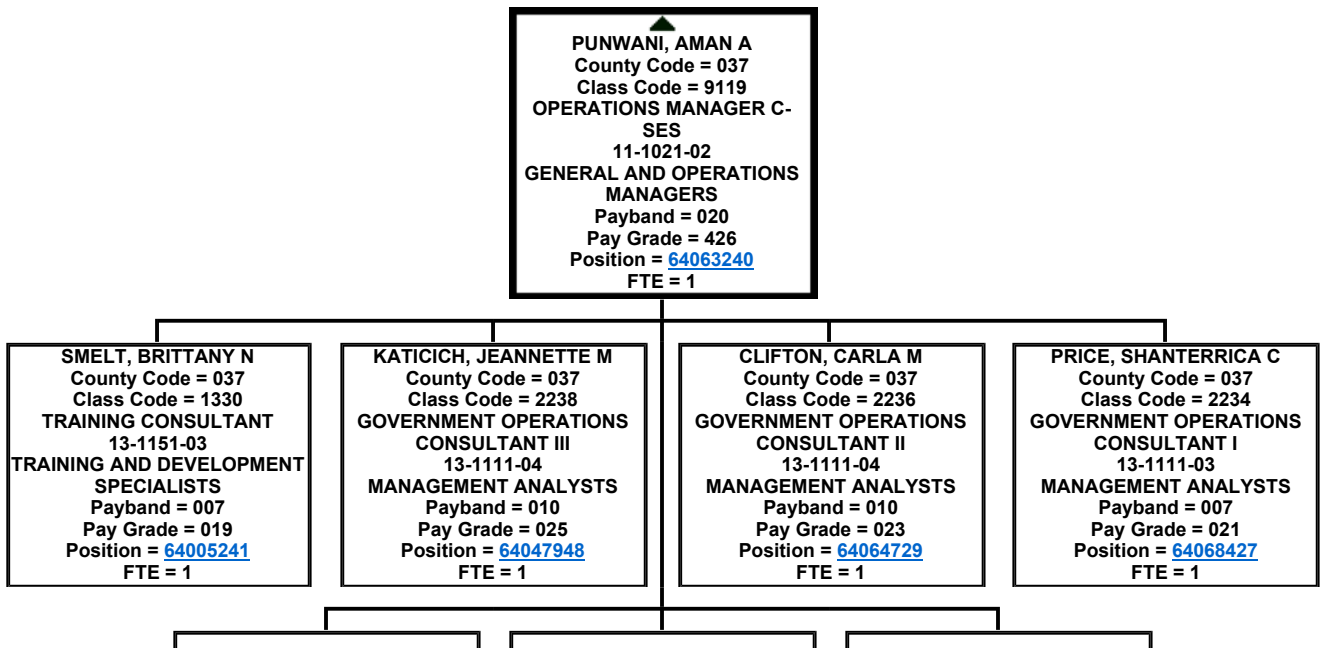 PUNWANI, AMAN A
County Code = 037
Class Code = 9119
OPERATIONS MANAGER C-
SES
11-1021-02
GENERAL AND OPERATIONS
MANAGERS
Payband = 020
Pay Grade = 426
Position = 64063240
FTE = 1
SMELT, BRITTANY N
County Code = 037
Class Code = 1330
TRAINING CONSULTANT
13-1151-03
TRAINING AND DEVELOPMENT
SPECIALISTS
Payband = 007
Pay Grade = 019
Position = 64005241
FTE = 1
KATICICH, JEANNETTE M
County Code = 037
Class Code = 2238
GOVERNMENT OPERATIONS
CONSULTANT III
13-1111-04
MANAGEMENT ANALYSTS
Payband = 010
Pay Grade = 025
Position = 64047948
FTE = 1
CLIFTON, CARLA M
County Code = 037
Class Code = 2236
GOVERNMENT OPERATIONS
CONSULTANT II
13-1111-04
MANAGEMENT ANALYSTS
Payband = 010
Pay Grade = 023
Position = 64064729
FTE = 1
PRICE, SHANTERRICA C
County Code = 037
Class Code = 2234
GOVERNMENT OPERATIONS
CONSULTANT I
13-1111-03
MANAGEMENT ANALYSTS
Payband = 007
Pay Grade = 021
Position = 64068427
FTE = 1